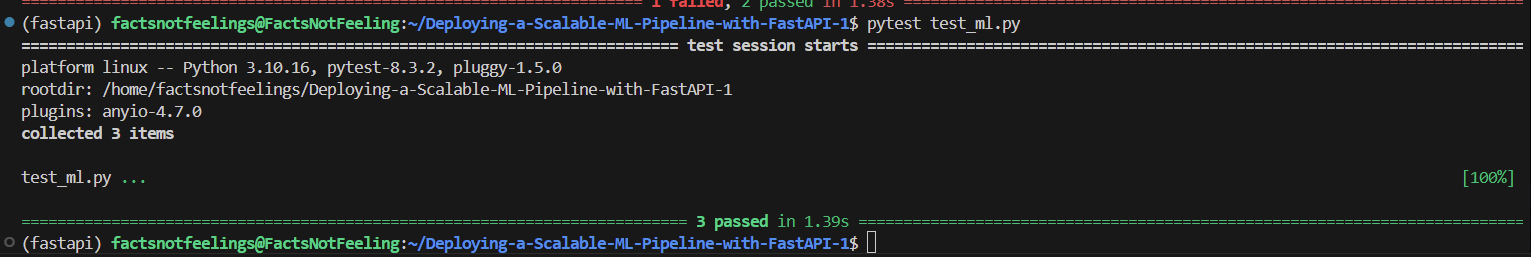 1 failed, 2 passed in 1.38s
(fastapi) factsnotfeelings@FactsNotFeeling:~/Deploying-a-Scalable-ML-Pipeline-with-FastAPI-1$ pytest test_ml.py
============================= test session starts =============================
platform linux -- Python 3.10.16, pytest-8.3.2, pluggy-1.5.0
rootdir: /home/factsnotfeelings/Deploying-a-Scalable-ML-Pipeline-with-FastAPI-1
plugins: anyio-4.7.0
collected 3 items
test_ml.py ... [100%]
============================= 3 passed in 1.39s =============================
(fastapi) factsnotfeelings@FactsNotFeeling:~/Deploying-a-Scalable-ML-Pipeline-with-FastAPI-1$